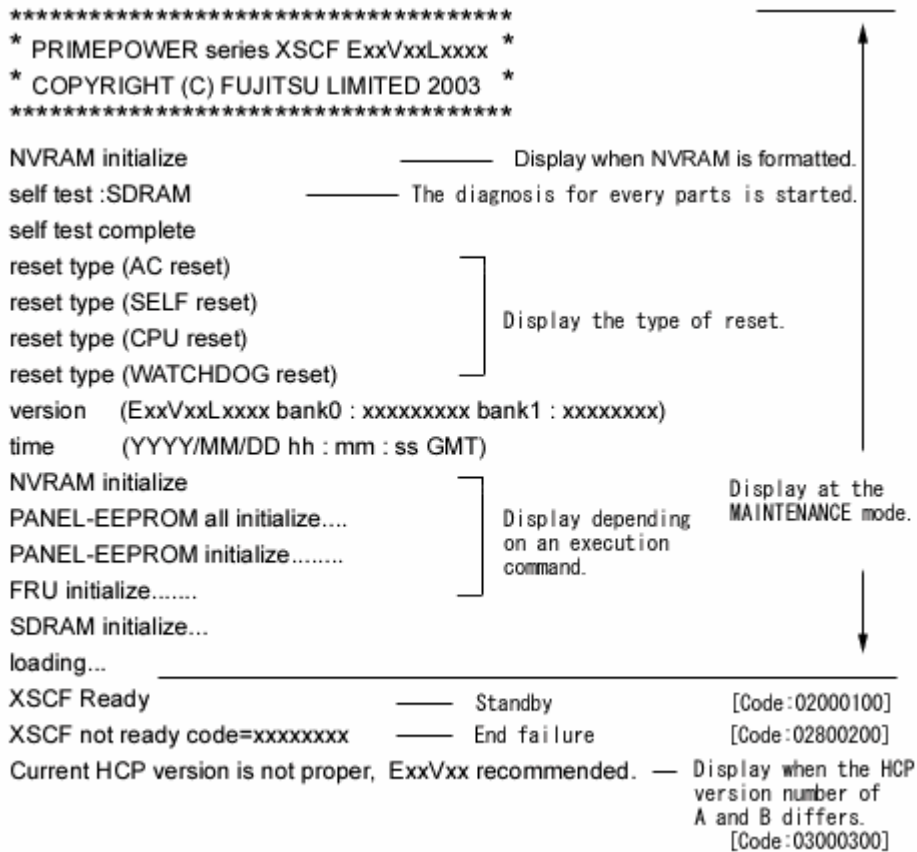 ****************************************
* PRIMEPOWER series XSCF ExxVxxLxxxx *
* COPYRIGHT (C) FUJITSU LIMITED 2003 *
****************************************
NVRAM initialize Display when NVRAM is formatted.
self test :SDRAM The diagnosis for every parts is started.
self test complete
reset type (AC reset)
reset type (SELF reset)
Display the type of reset.
reset type (CPU reset)
reset type (WATCHDOG reset)
version (ExxVxxLxxxx bank0 : xxxxxxxxx bank1 : xxxxxxxx)
time (YYYY/MM/DD hh : mm : ss GMT)
NVRAM initialize
PANEL-EEPROM all initialize....
PANEL-EEPROM initialize........
FRU initialize.......
Display depending
on an execution
command.
Display at the
MAINTENANCE mode.
SDRAM initialize...
loading...
XSCF Ready Standby [Code:02000100]
XSCF not ready code=xxxxxxxx End failure [Code:02800200]
Current HCP version is not proper, ExxVxx recommended. Display when the HCP
version number of
A and B differs.
[Code:03000300]